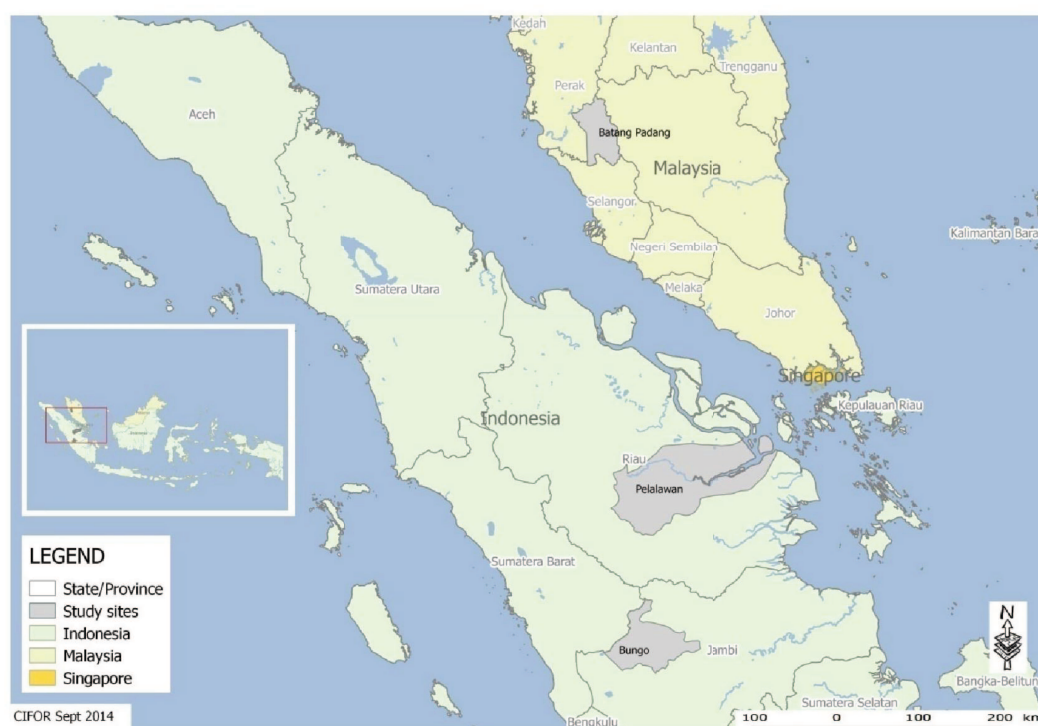 Kedah
Kelantan
Trengganu
Perak
Aceh
Batang Padang
Malaysia
Selangor
Kalimantan Bara
Negeri Sembilan
Sumatera Utara
Melaka
Johor
Singapore
Kepulauan Riau
Indonesia
Riau
Pelalawan
Sumatera Barat
Bungo
Jambi
Bangka-Belitun
Sumatera Selatan
Bengkulu
LEGEND
State/Province
Study sites
Indonesia
Malaysia
Singapore
N
CIFOR Sept 2014
100 0 100 200 km